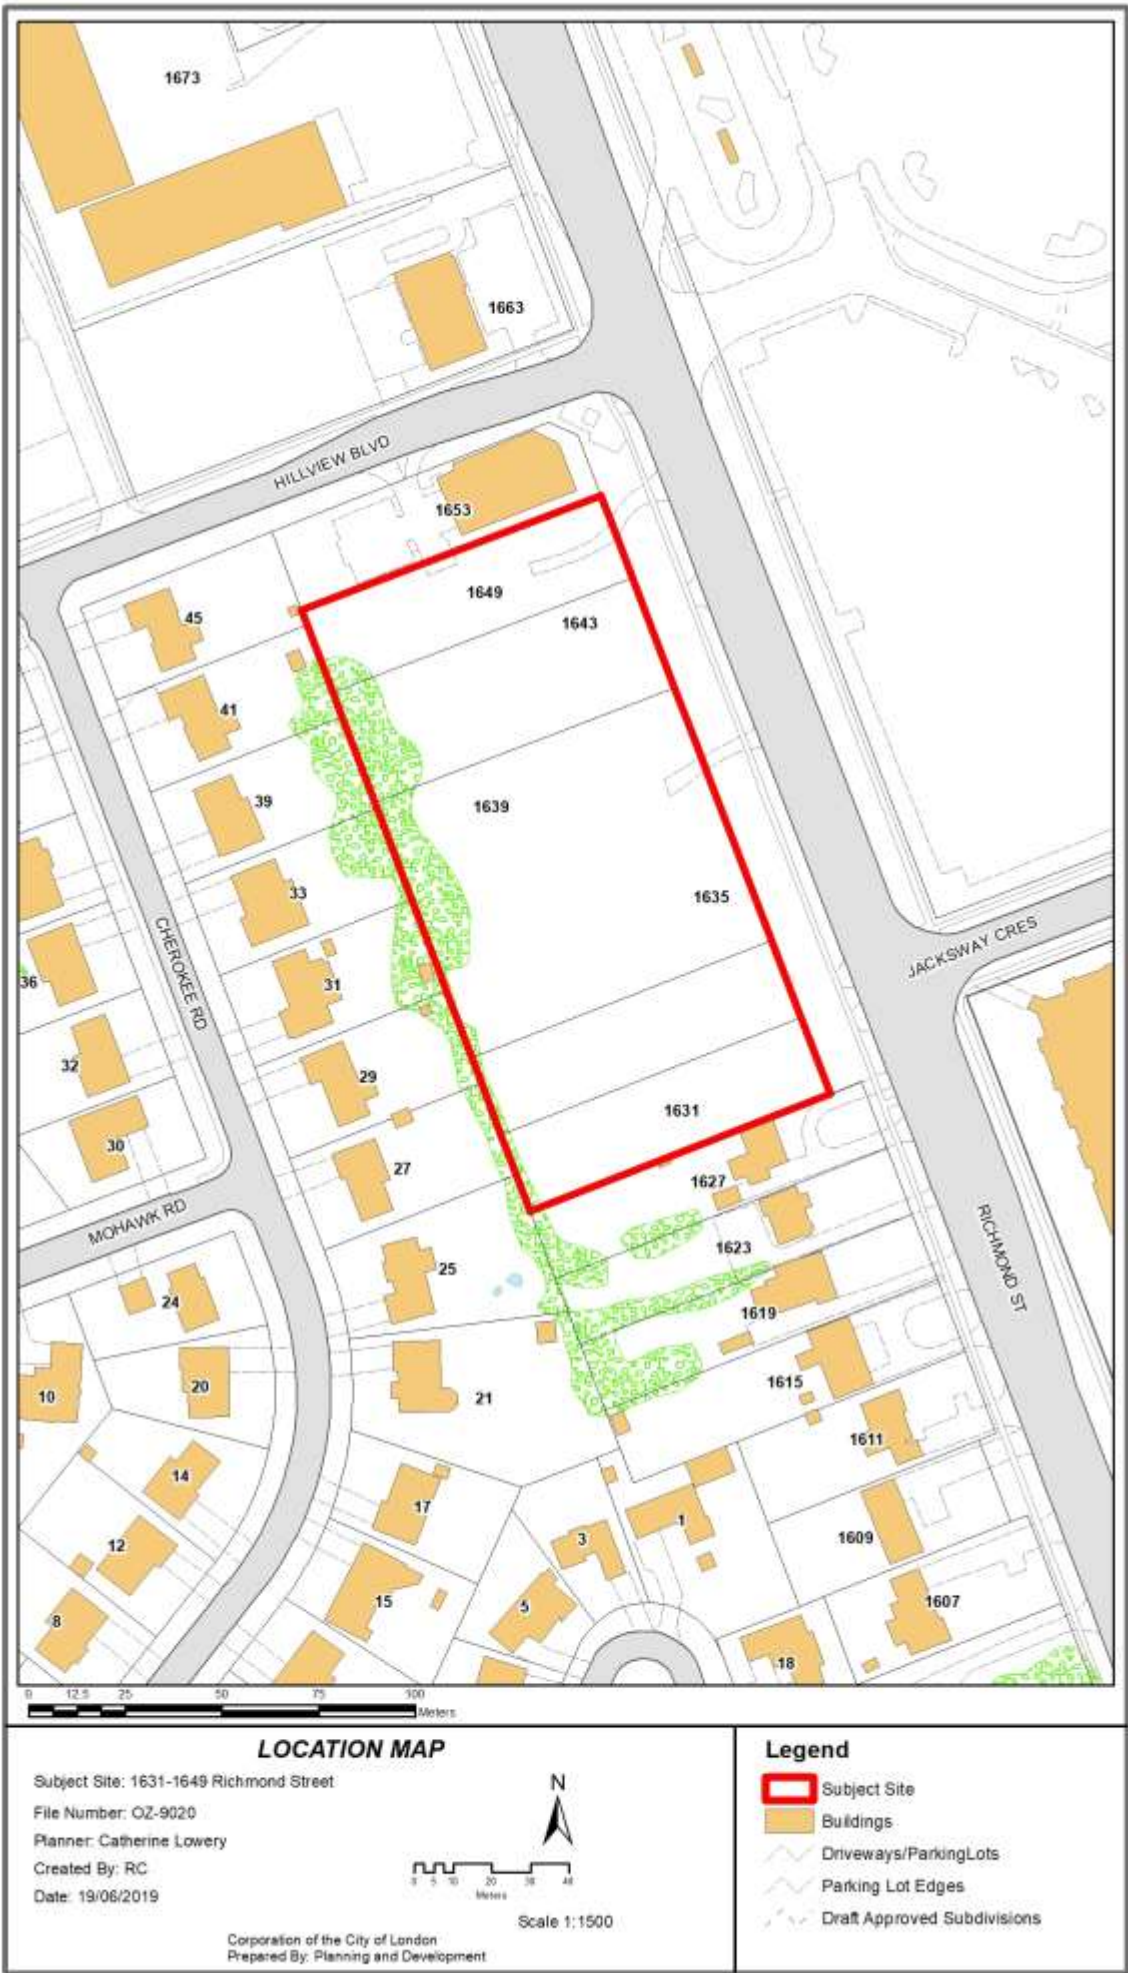 1673
1663
HILLVIEW BLVD
1653
1649
1643
45
41
1639
39
33
1635
CHEROKEE RD
JACKSWAY CRES
36
31
32
29
1631
30
27
1627
MOHAWK RD
RICHMOND ST
1623
25
24
1619
20
1615
10
21
1611
14
17
1
3
1609
12
15
5
1607
8
18
0 12.5 25 50 75 100
Meters
LOCATION MAP
Subject Site: 1631-1649 Richmond Street
File Number: OZ-9020
Planner: Catherine Lowery
Created By: RC
Date: 19/06/2019
N
0 5 10 20 30 40
Meters
Scale 1:1500
Corporation of the City of London
Prepared By: Planning and Development
Legend
Subject Site
Buildings
Driveways/ParkingLots
Parking Lot Edges
Draft Approved Subdivisions